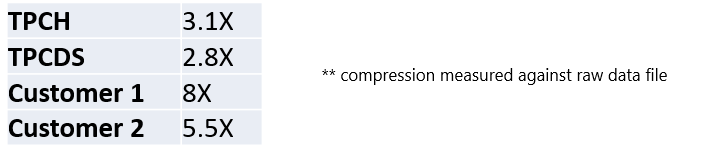 TPCH 3.1X
TPCDS 2.8X
** compression measured against raw data file
Customer 1 8X
Customer 2 5.5X